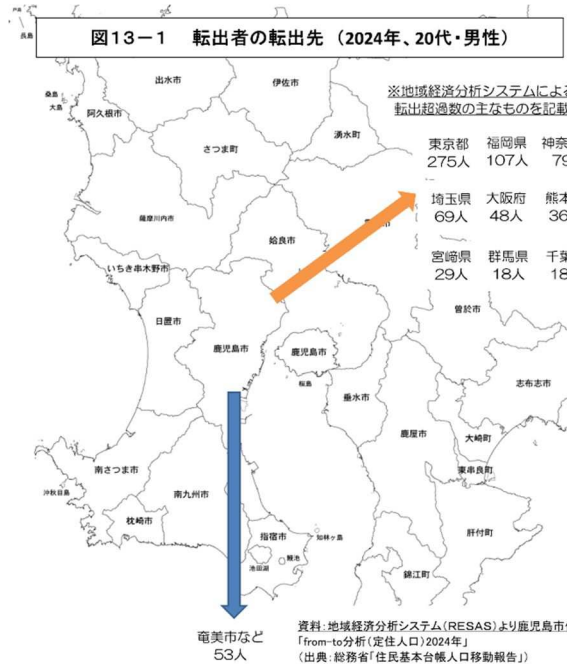 図13－1　転出者の転出先（2024年、20代・男性）
長島
出水市
伊佐市
※地域経済分析システムによる
転出超過数の主なものを記載
桑島
大島
阿久根市
湧水町
さつま町
東京都 福岡県 神奈
275人 107人 79
薩摩川内市
埼玉県 大阪府 熊本
69人 48人 36
姶良市
市
宮崎県 群馬県 千葉
29人 18人 18
いちき串木野市
日置市
曽於市
鹿児島市
鹿児島市
桜島
垂水市
志布志市
鹿屋市
大崎町
東串良町
南さつま市
沖秋目島
南九州市
枕崎市
指宿市
知林ヶ島
池田湖
鰻池
肝付町
錦江町
奄美市など
53人
資料：地域経済分析システム（RESAS）より鹿児島市
「from-to分析（定住人口）2024年」
（出典：総務省「住民基本台帳人口移動報告」）